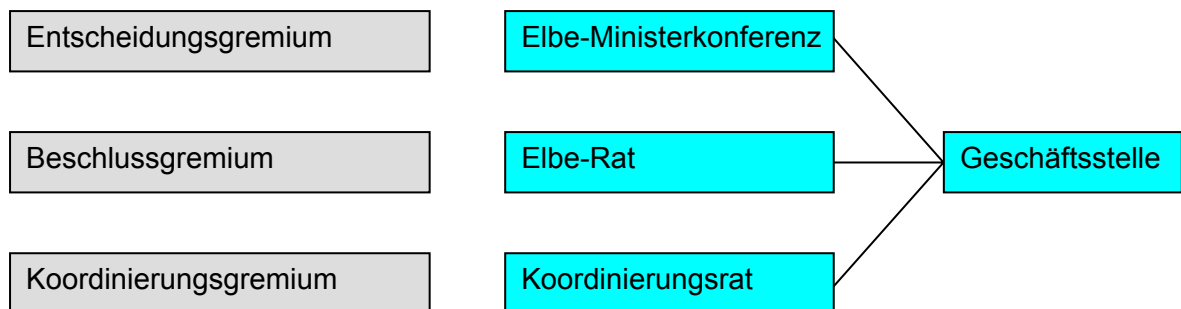 Entscheidungsgremium
Elbe-Ministerkonferenz
Beschlussgremium
Elbe-Rat
Geschäftsstelle
Koordinierungsgremium
Koordinierungsrat